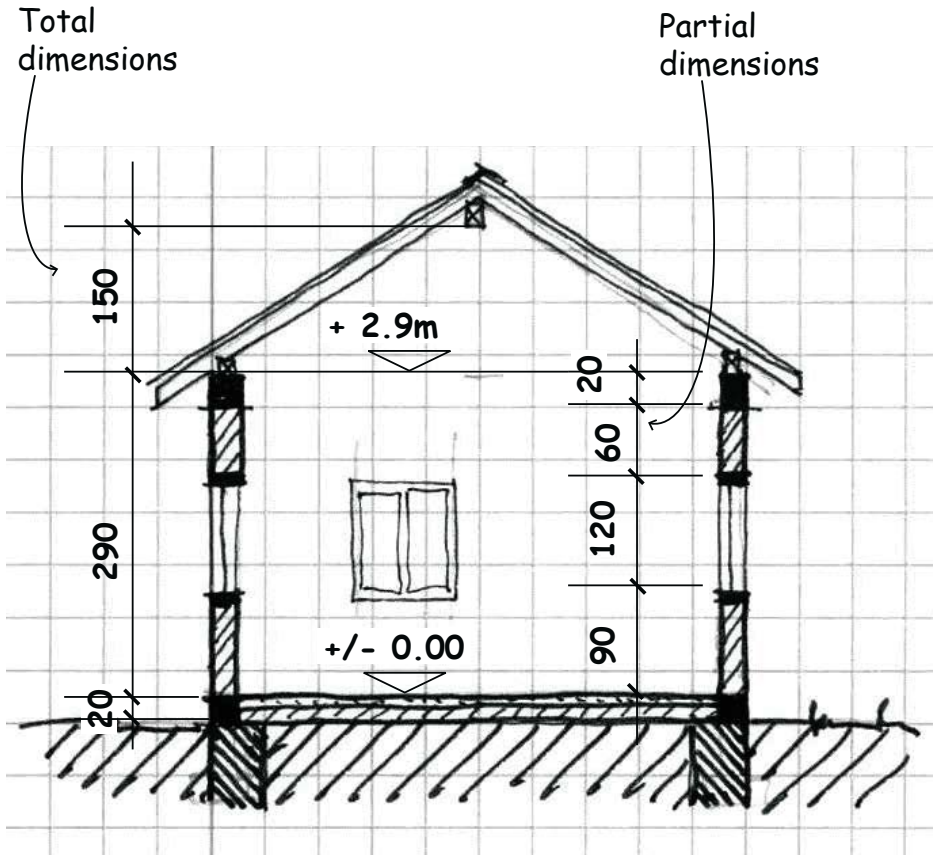 Total
dimensions
Partial
dimensions
150
+ 2.9m
20
60
120
290
90
+/- 0.00
20